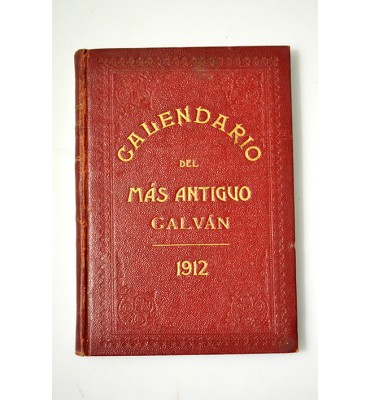 CALENDARIO
DEL
MÁS ANTIGUO
GALVÁN
1912